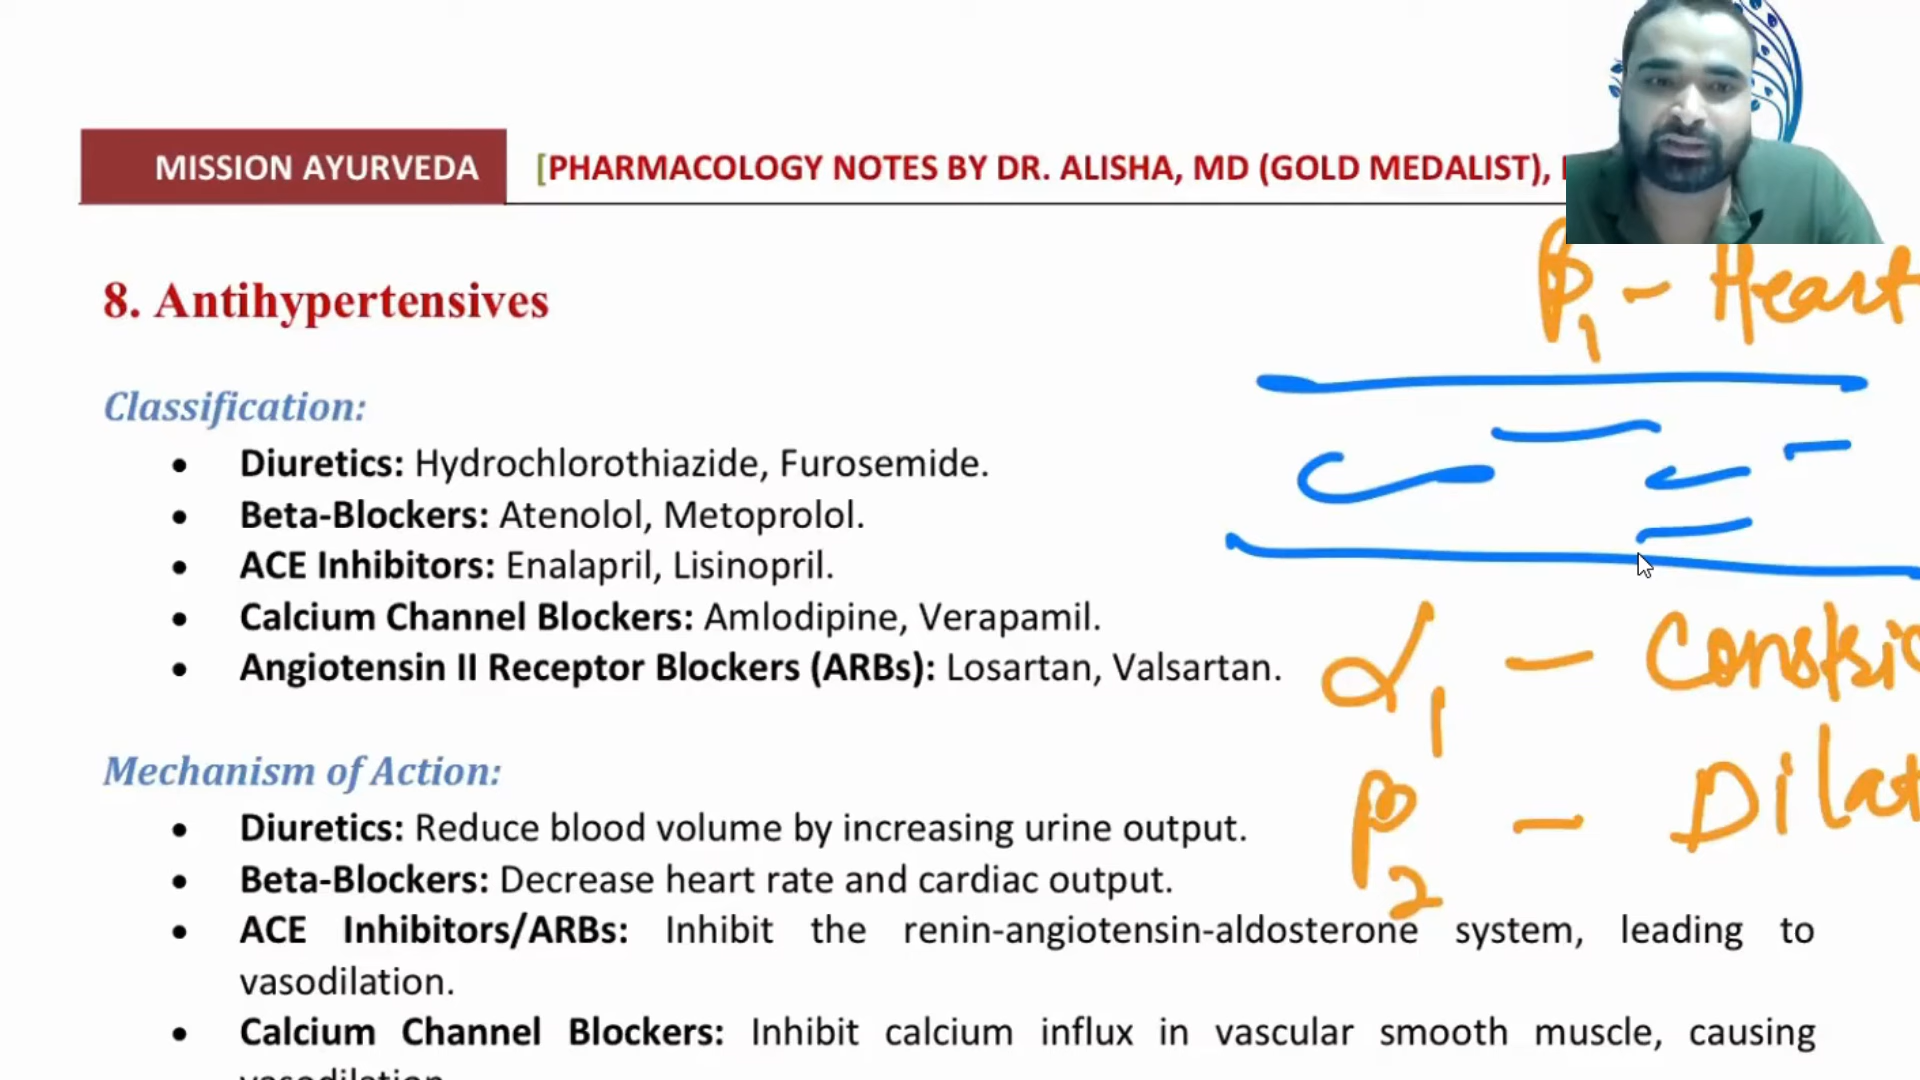 MISSION AYURVEDA
[PHARMACOLOGY NOTES BY DR. ALISHA, MD (GOLD MEDALIST),
β1 - Heart
8. Antihypertensives
Classification:
• Diuretics: Hydrochlorothiazide, Furosemide.
• Beta-Blockers: Atenolol, Metoprolol.
• ACE Inhibitors: Enalapril, Lisinopril.
• Calcium Channel Blockers: Amlodipine, Verapamil.
• Angiotensin II Receptor Blockers (ARBs): Losartan, Valsartan.
α1 -
β2 -
Mechanism of Action:
• Diuretics: Reduce blood volume by increasing urine output.
• Beta-Blockers: Decrease heart rate and cardiac output.
• ACE Inhibitors/ARBs: Inhibit the renin-angiotensin-aldosterone system, leading to
vasodilation.
• Calcium Channel Blockers: Inhibit calcium influx in vascular smooth muscle, causing